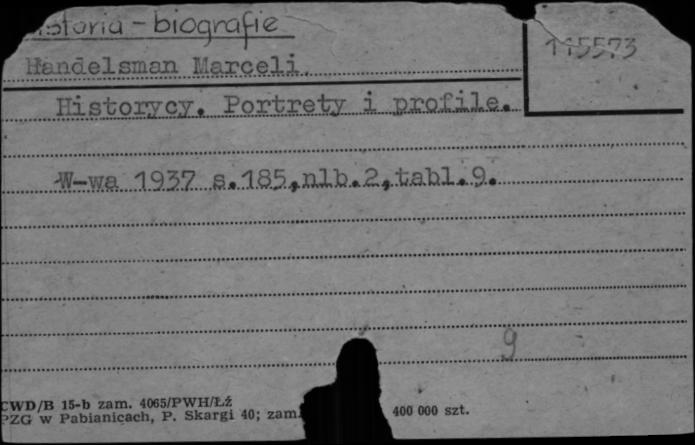 istoria - biografie
115573
Handelsman Marceli.
Historycy. Portrety i profile.
W-wa 1937 s.185,nlb.2,tabl.9.
9
CWD/B 15-b zam. 4065/PWH/ŁŹ
PZG w Pabianicach, P. Skargi 40; zam. 400 000 szt.